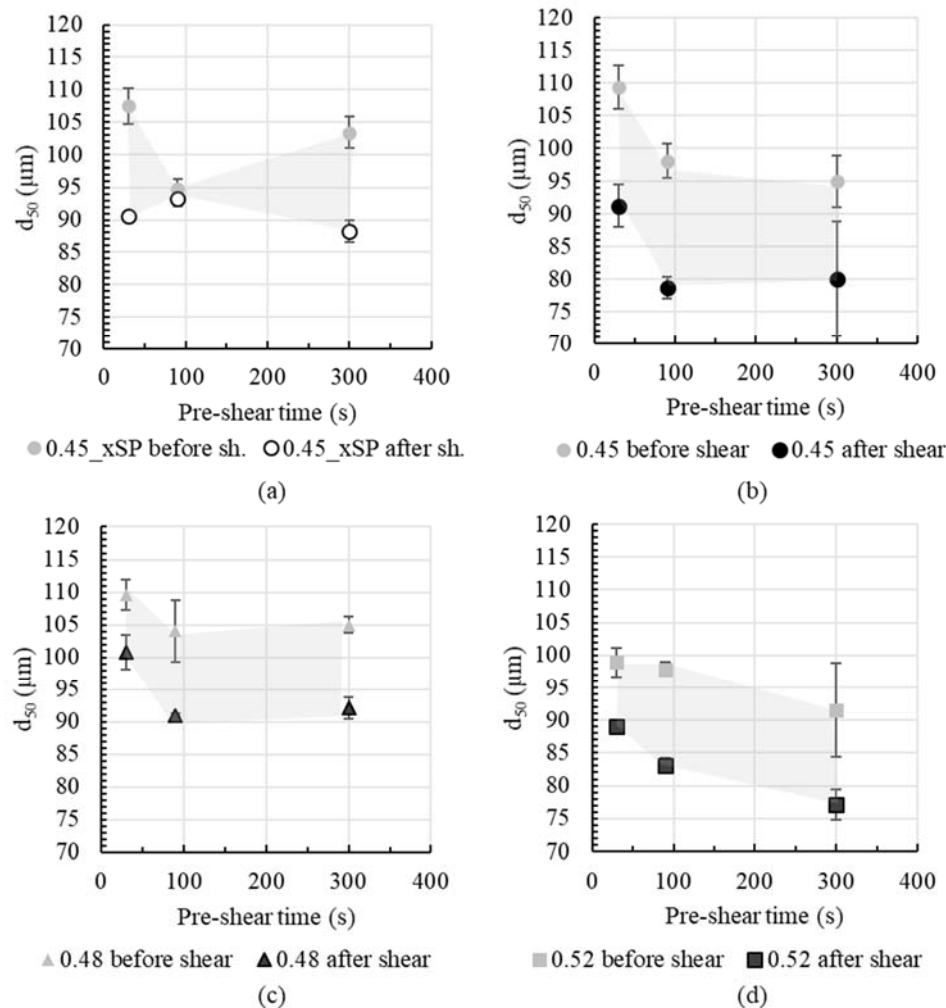 120
115
110
105
100
95
90
85
80
75
70
d₅₀ (μm)
0 100 200 300 400
Pre-shear time (s)
0.45_xSP before sh. 0.45_xSP after sh.
(a)
120
115
110
105
100
95
90
85
80
75
70
d₅₀ (μm)
0 100 200 300 400
Pre-shear time (s)
0.45 before shear 0.45 after shear
(b)
120
115
110
105
100
95
90
85
80
75
70
d₅₀ (μm)
0 100 200 300 400
Pre-shear time (s)
0.48 before shear 0.48 after shear
(c)
120
115
110
105
100
95
90
85
80
75
70
d₅₀ (μm)
0 100 200 300 400
Pre-shear time (s)
0.52 before shear 0.52 after shear
(d)